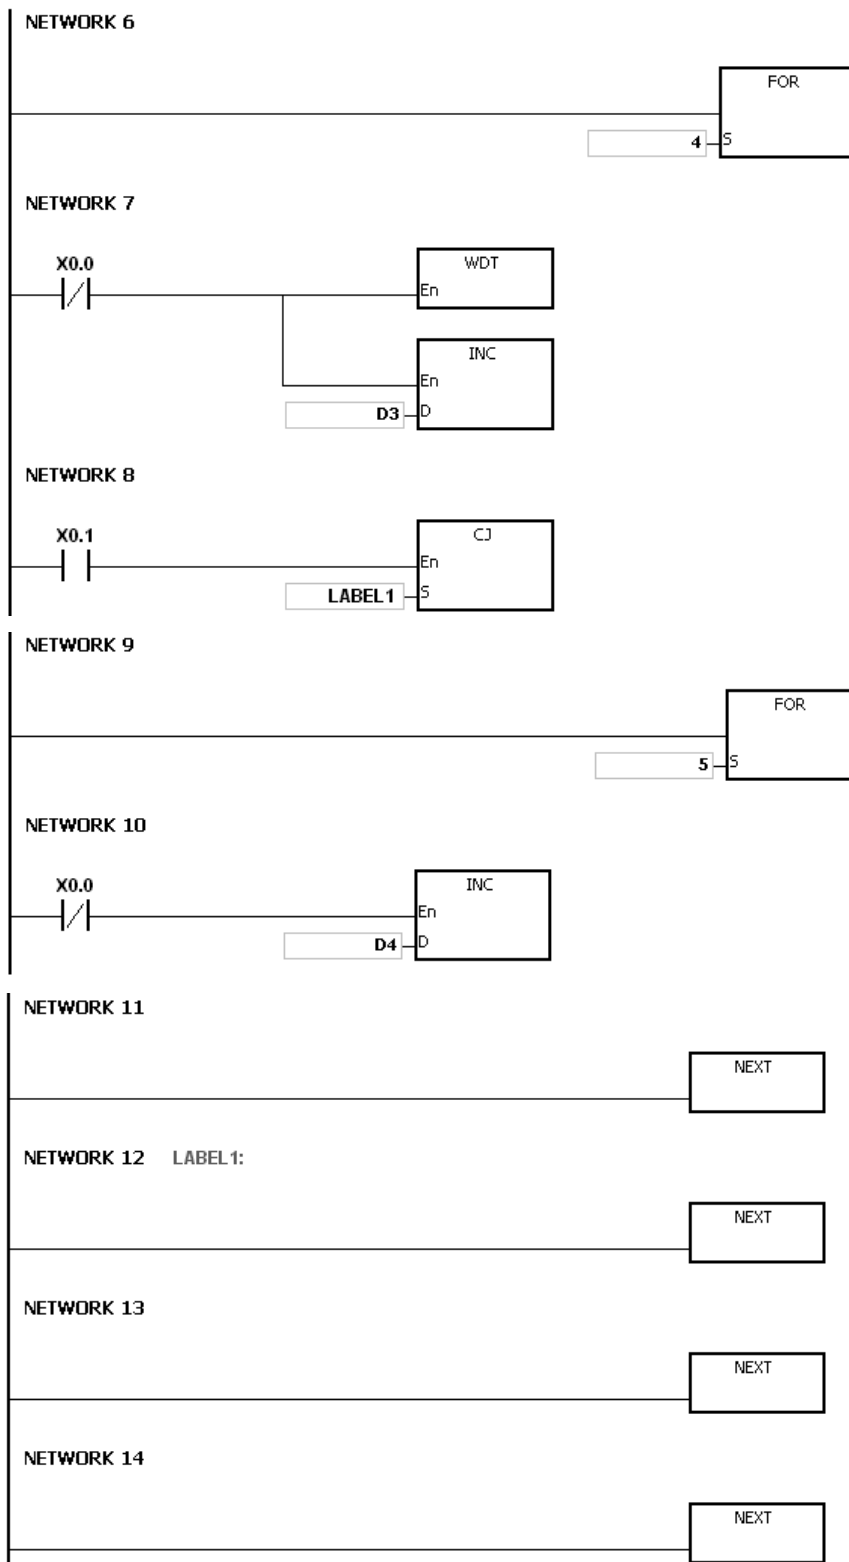 NETWORK 6
FOR
4 S
NETWORK 7
X0.0
WDT
En
INC
En
D3 D
NETWORK 8
X0.1
CJ
En
LABEL1 S
NETWORK 9
FOR
5 S
NETWORK 10
X0.0
INC
En
D4 D
NETWORK 11
NEXT
NETWORK 12 LABEL1:
NEXT
NETWORK 13
NEXT
NETWORK 14
NEXT